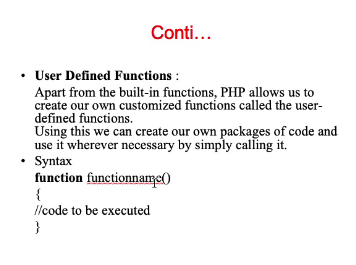 Conti…
• User Defined Functions :
Apart from the built-in functions, PHP allows us to
create our own customized functions called the user-
defined functions.
Using this we can create our own packages of code and
use it wherever necessary by simply calling it.
• Syntax
function functionname()
{
//code to be executed
}